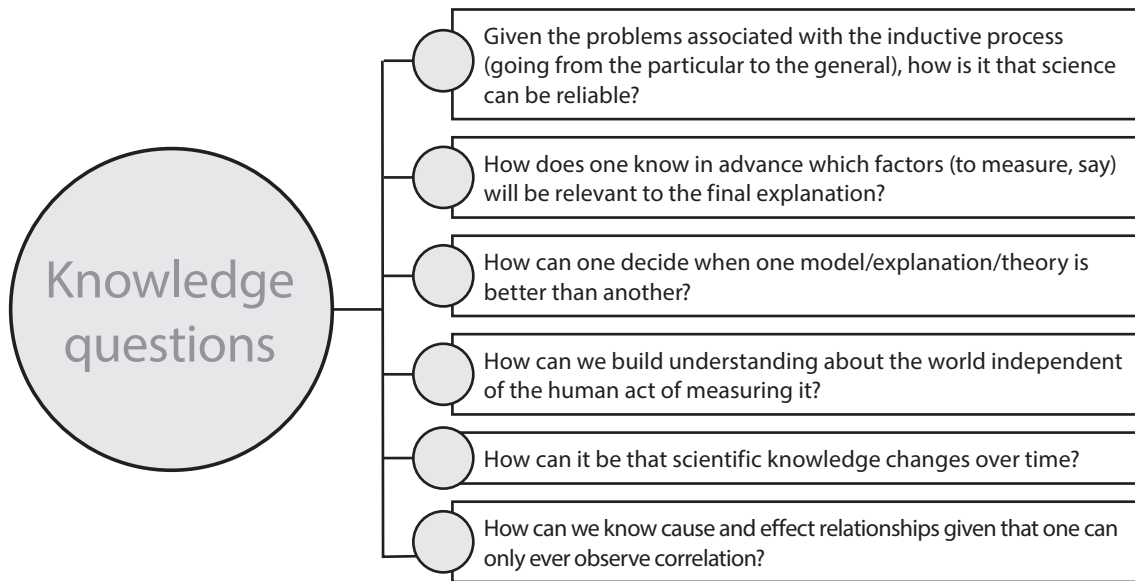 Knowledge
questions
Given the problems associated with the inductive process
(going from the particular to the general), how is it that science
can be reliable?
How does one know in advance which factors (to measure, say)
will be relevant to the final explanation?
How can one decide when one model/explanation/theory is
better than another?
How can we build understanding about the world independent
of the human act of measuring it?
How can it be that scientific knowledge changes over time?
How can we know cause and effect relationships given that one can
only ever observe correlation?